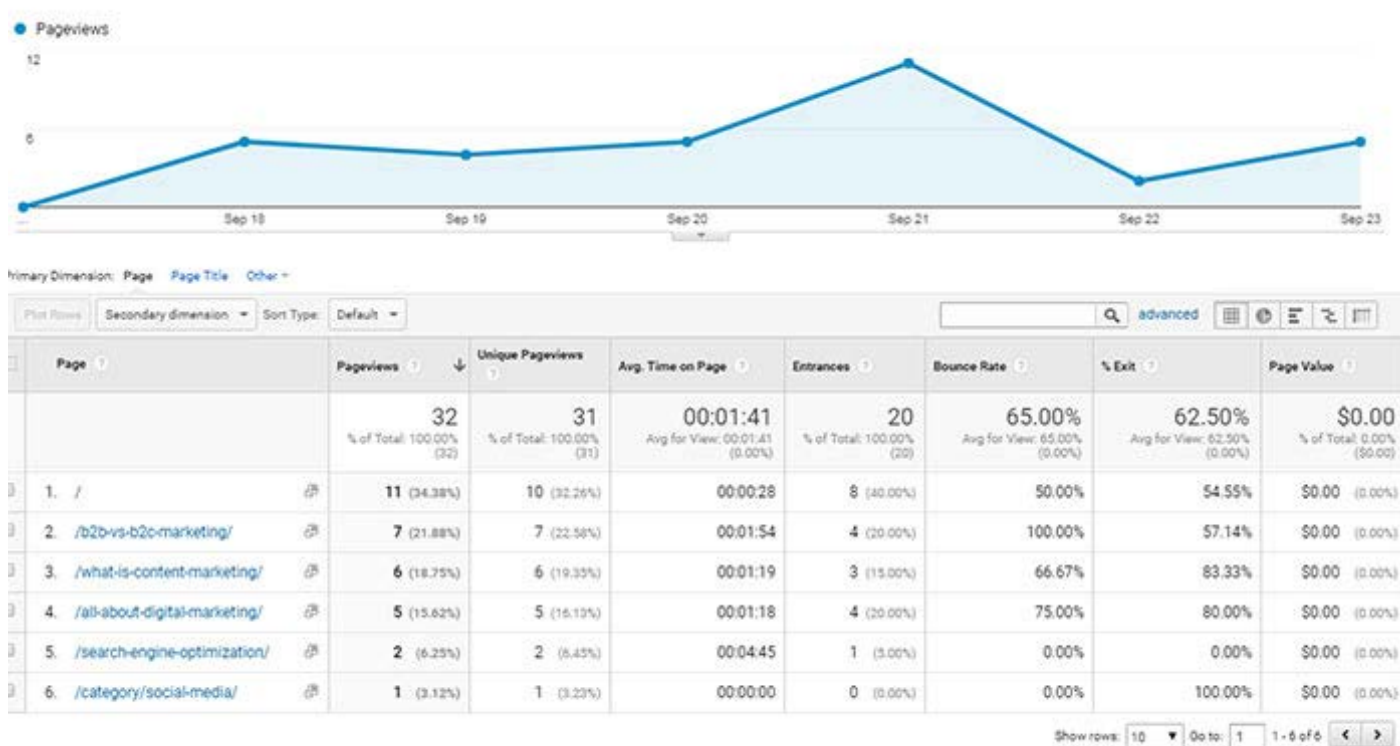 Pageviews
12
6
... Sep 18 Sep 19 Sep 20 Sep 21 Sep 22 Sep 23
Primary Dimension: Page Page Title Other
Plot Rows Secondary dimension Sort Type: Default advanced
Page ? Pageviews ? Unique Pageviews ? Avg. Time on Page ? Entrances ? Bounce Rate ? % Exit ? Page Value ?
32 31 00:01:41 20 65.00% 62.50% $0.00
% of Total: 100.00% % of Total: 100.00% Avg for View: 00:01:41 % of Total: 100.00% Avg for View: 65.00% Avg for View: 62.50% % of Total: 0.00%
(32) (31) (0.00%) (20) (0.00%) (0.00%) ($0.00)
1. / 11 (34.38%) 10 (32.26%) 00:00:28 8 (40.00%) 50.00% 54.55% $0.00 (0.00%)
2. /b2b-vs-b2c-marketing/ 7 (21.88%) 7 (22.58%) 00:01:54 4 (20.00%) 100.00% 57.14% $0.00 (0.00%)
3. /what-is-content-marketing/ 6 (18.75%) 6 (19.35%) 00:01:19 3 (15.00%) 66.67% 83.33% $0.00 (0.00%)
4. /all-about-digital-marketing/ 5 (15.62%) 5 (16.13%) 00:01:18 4 (20.00%) 75.00% 80.00% $0.00 (0.00%)
5. /search-engine-optimization/ 2 (6.25%) 2 (6.45%) 00:04:45 1 (5.00%) 0.00% 0.00% $0.00 (0.00%)
6. /category/social-media/ 1 (3.12%) 1 (3.23%) 00:00:00 0 (0.00%) 0.00% 100.00% $0.00 (0.00%)
Show rows: 10 Go to: 1 1 - 6 of 6